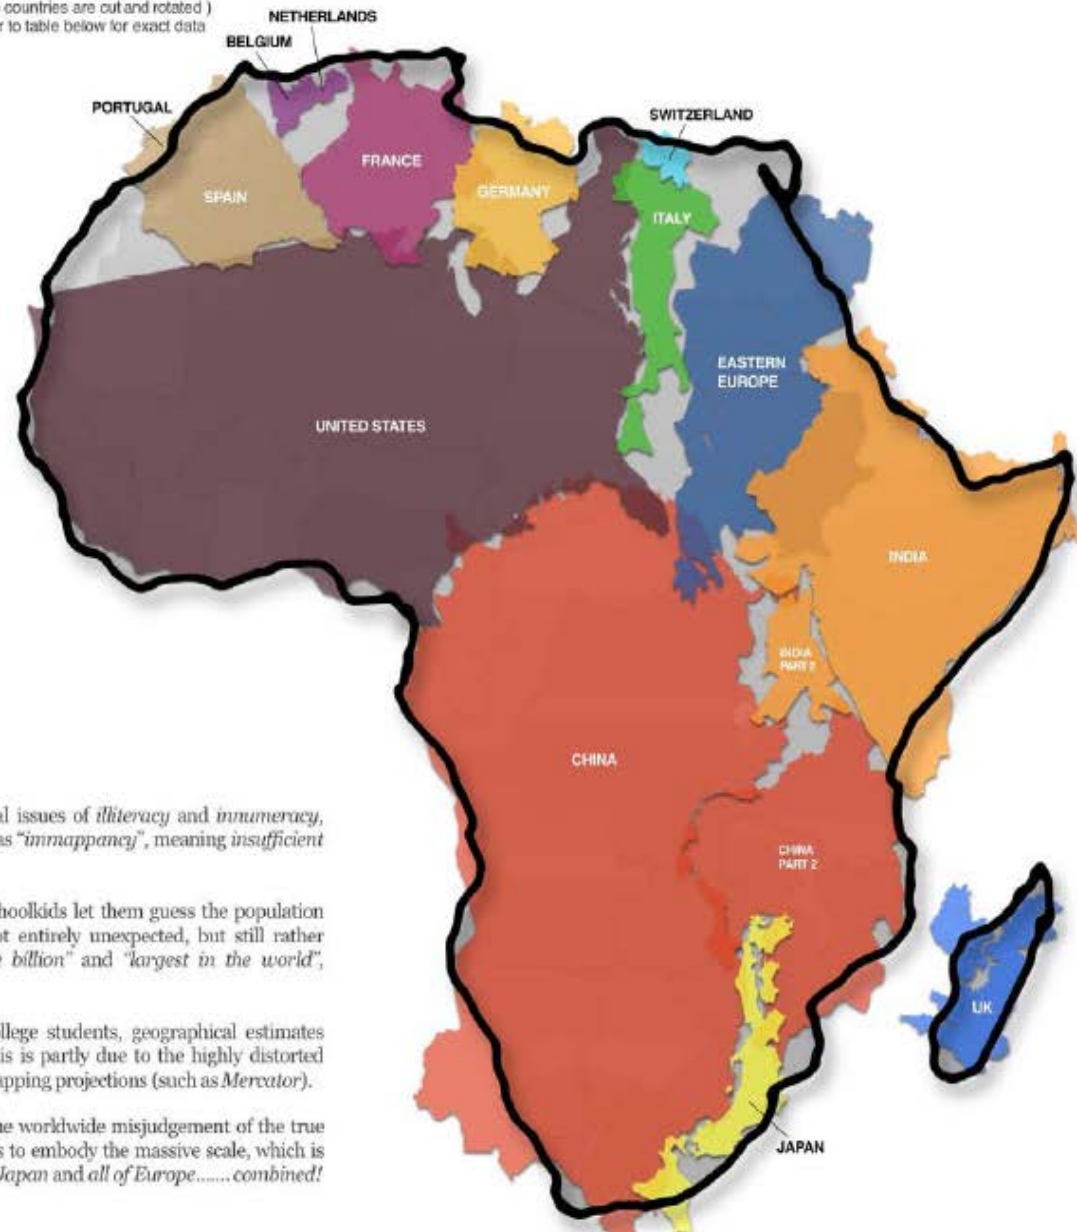 countries are cut and rotated )
r to table below for exact data
NETHERLANDS
BELGIUM
PORTUGAL
SWITZERLAND
FRANCE
SPAIN
GERMANY
ITALY
EASTERN
EUROPE
UNITED STATES
INDIA
INDIA
PART 2
CHINA
CHINA
PART 2
UK
JAPAN
al issues of illiteracy and innumeracy,
as "immappancy", meaning insufficient
hoolkids let them guess the population
ot entirely unexpected, but still rather
e billion" and "largest in the world",
llege students, geographical estimates
is is partly due to the highly distorted
apping projections (such as Mercator).
he worldwide misjudgement of the true
s to embody the massive scale, which is
Japan and all of Europe....... combined!